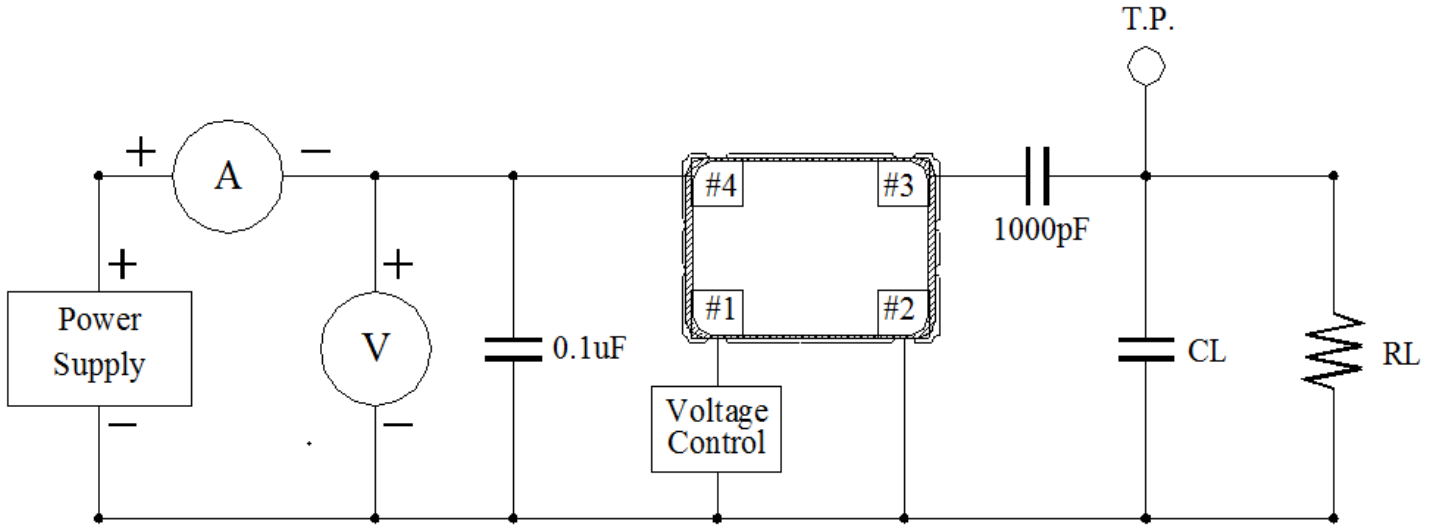 T.P.
+
A
−
#4
#3
1000pF
+
Power
Supply
−
+
V
−
0.1uF
#1
#2
Voltage
Control
CL
RL